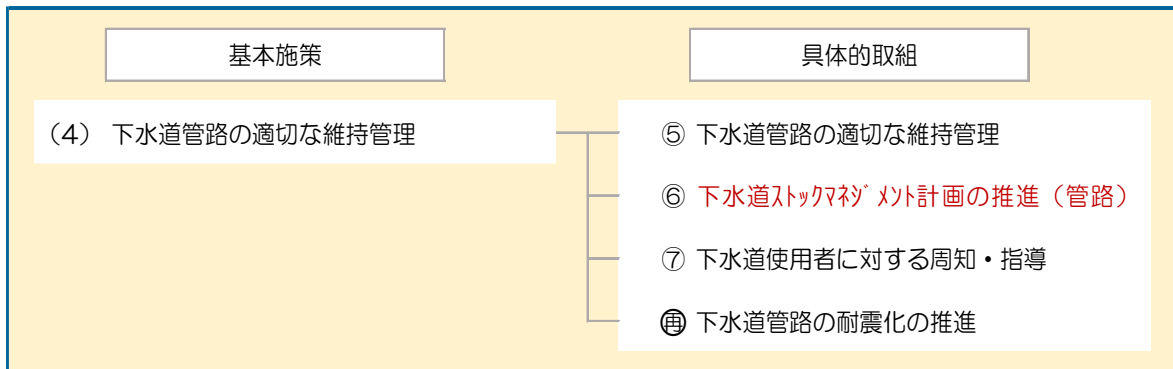 基本施策
具体的取組
(4) 下水道管路の適切な維持管理
⑤ 下水道管路の適切な維持管理
⑥ 下水道ｽﾄｯｸﾏﾈｼﾞﾒﾝﾄ計画の推進（管路）
⑦ 下水道使用者に対する周知・指導
㊢ 下水道管路の耐震化の推進